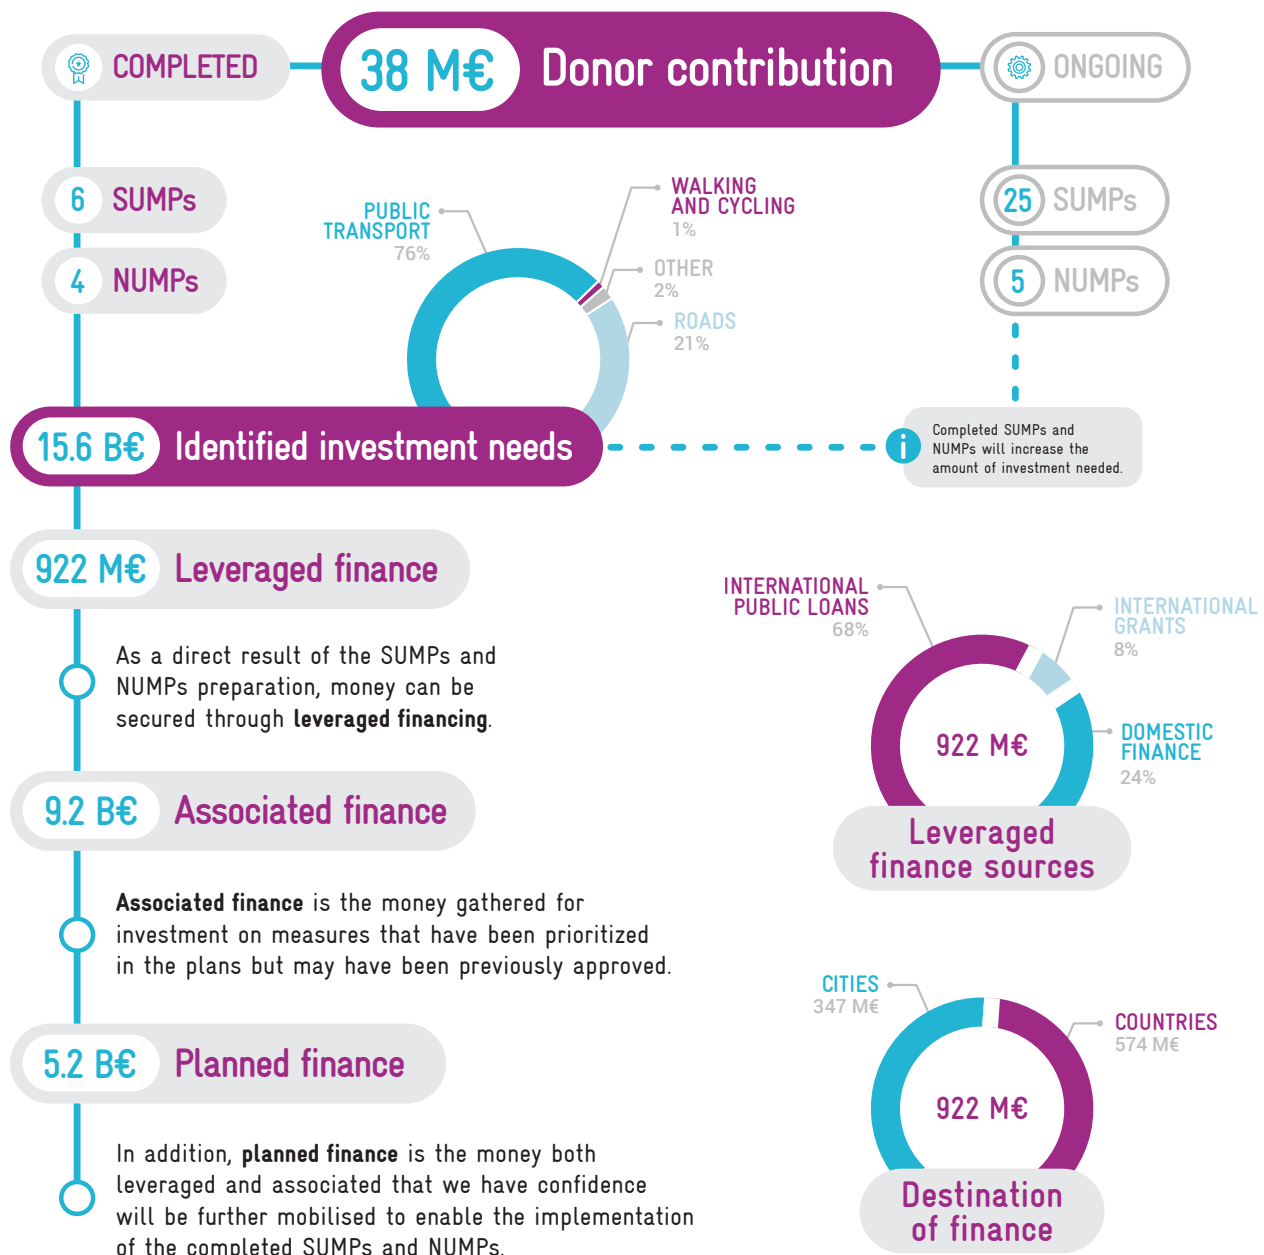 COMPLETED
38 M€ Donor contribution
ONGOING
6 SUMPs
4 NUMPs
PUBLIC
TRANSPORT
76%
WALKING
AND CYCLING
1%
OTHER
2%
ROADS
21%
25 SUMPs
5 NUMPs
15.6 B€ Identified investment needs
i
Completed SUMPs and
NUMPs will increase the
amount of investment needed.
922 M€ Leveraged finance
As a direct result of the SUMPs and
NUMPs preparation, money can be
secured through leveraged financing.
9.2 B€ Associated finance
Associated finance is the money gathered for
investment on measures that have been prioritized
in the plans but may have been previously approved.
5.2 B€ Planned finance
In addition, planned finance is the money both
leveraged and associated that we have confidence
will be further mobilised to enable the implementation
of the completed SUMPs and NUMPs.
INTERNATIONAL
PUBLIC LOANS
68%
INTERNATIONAL
GRANTS
8%
DOMESTIC
FINANCE
24%
922 M€
Leveraged
finance sources
CITIES
347 M€
COUNTRIES
574 M€
922 M€
Destination
of finance